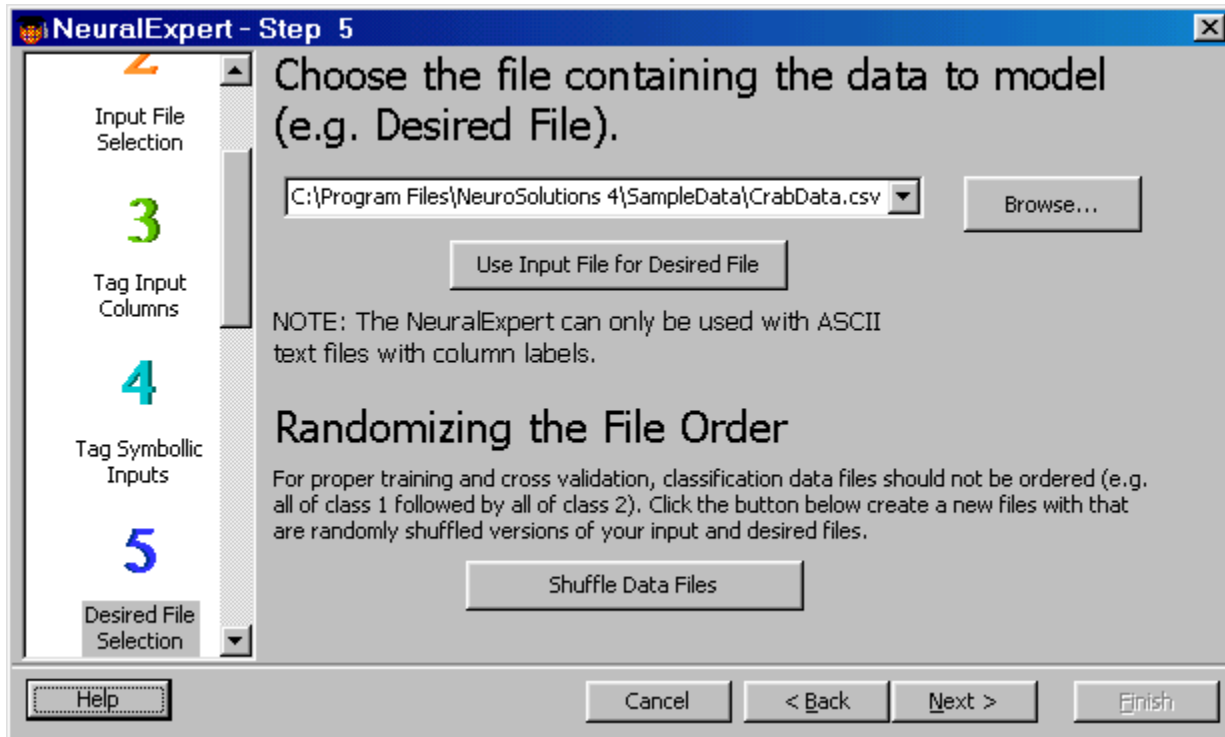 NeuralExpert - Step 5
2
Input File
Selection
3
Tag Input
Columns
4
Tag Symbollic
Inputs
5
Desired File
Selection
Choose the file containing the data to model
(e.g. Desired File).
C:\Program Files\NeuroSolutions 4\SampleData\CrabData.csv
Browse...
Use Input File for Desired File
NOTE: The NeuralExpert can only be used with ASCII
text files with column labels.
Randomizing the File Order
For proper training and cross validation, classification data files should not be ordered (e.g.
all of class 1 followed by all of class 2). Click the button below create a new files with that
are randomly shuffled versions of your input and desired files.
Shuffle Data Files
Help
Cancel
< Back
Next >
Finish